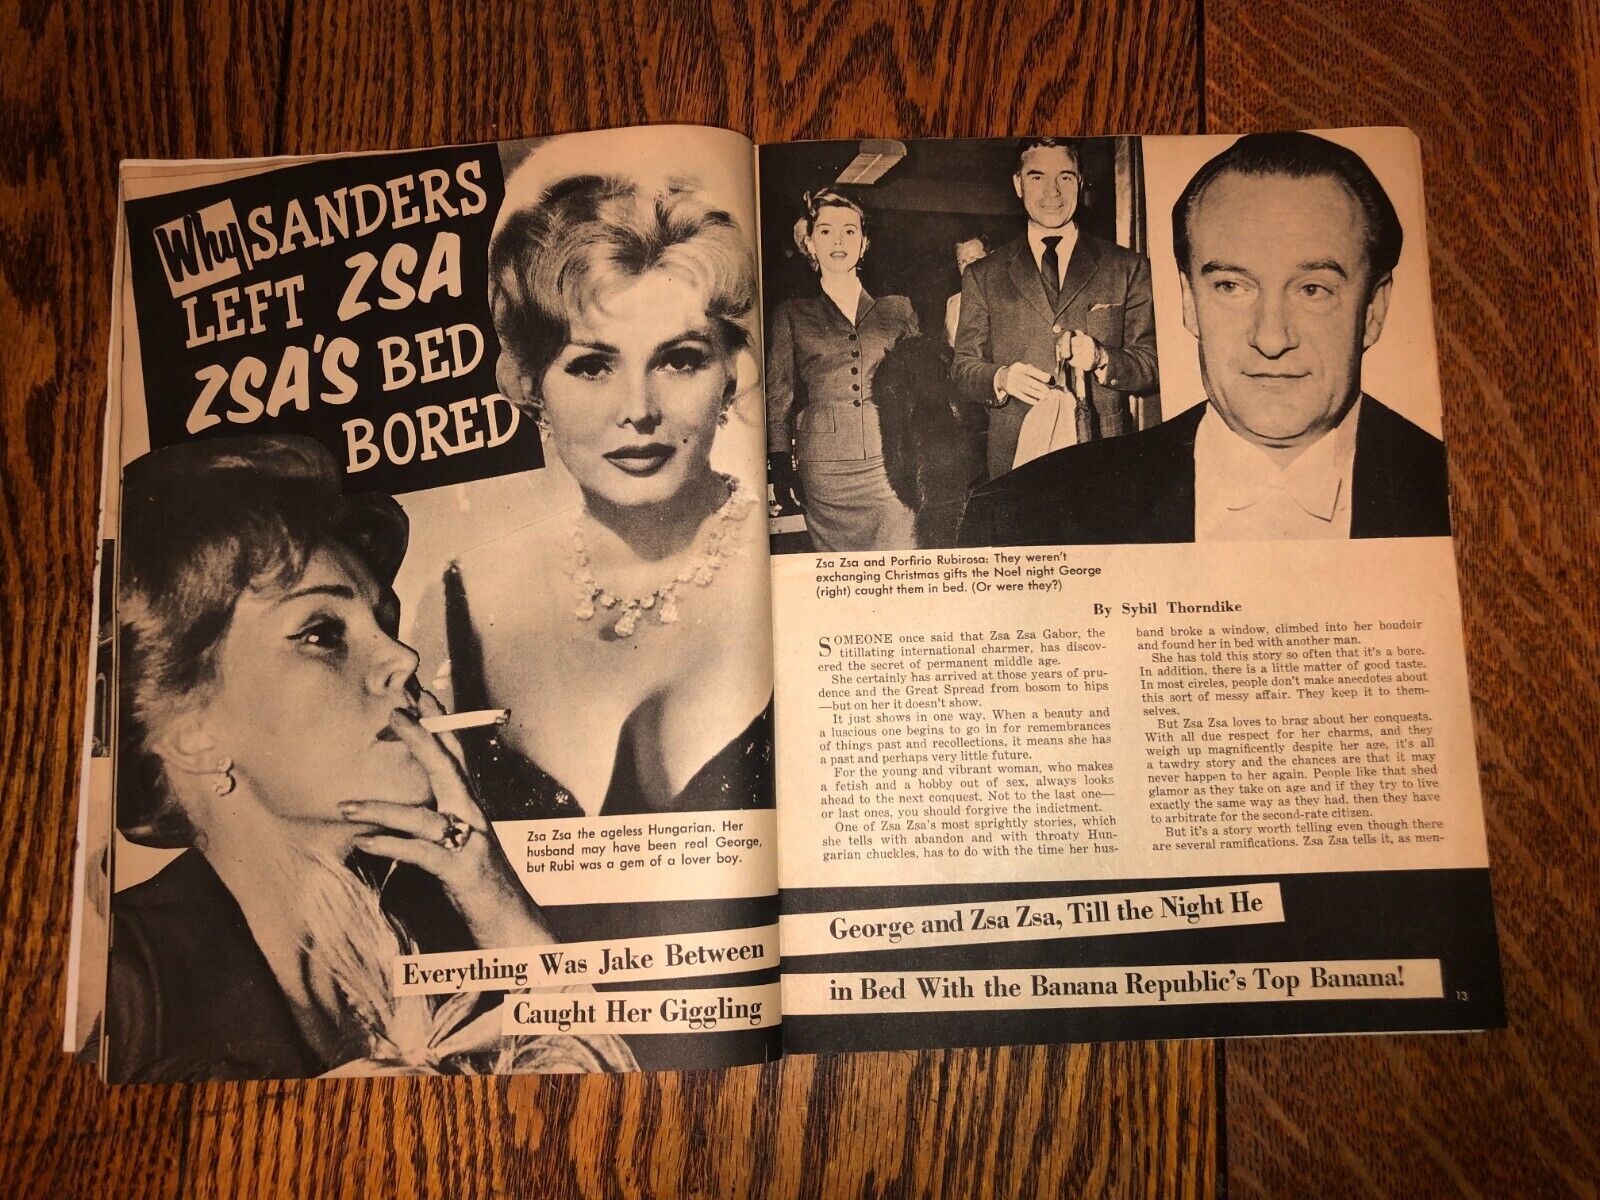 Why SANDERS
LEFT ZSA
ZSA'S BED
BORED
Zsa Zsa the ageless Hungarian. Her
husband may have been real George,
but Rubi was a gem of a lover boy.
Everything Was Jake Between
Caught Her Giggling
Zsa Zsa and Porfirio Rubirosa: They weren't
exchanging Christmas gifts the Noel night George
(right) caught them in bed. (Or were they?)
By Sybil Thorndike
SOMEONE once said that Zsa Zsa Gabor, the
titillating international charmer, has discov-
ered the secret of permanent middle age.
She certainly has arrived at those years of pru-
dence and the Great Spread from bosom to hips
—but on her it doesn't show.
It just shows in one way. When a beauty and
a luscious one begins to go in for remembrances
of things past and recollections, it means she has
a past and perhaps very little future.
For the young and vibrant woman, who makes
a fetish and a hobby out of sex, always looks
ahead to the next conquest. Not to the last one—
or last ones, you should forgive the indictment.
One of Zsa Zsa's most sprightly stories, which
she tells with abandon and with throaty Hun-
garian chuckles, has to do with the time her hus-
band broke a window, climbed into her boudoir
and found her in bed with another man.
She has told this story so often that it's a bore.
In addition, there is a little matter of good taste.
In most circles, people don't make anecdotes about
this sort of messy affair. They keep it to them-
selves.
But Zsa Zsa loves to brag about her conquests.
With all due respect for her charms, and they
weigh up magnificently despite her age, it's all
a tawdry story and the chances are that it may
never happen to her again. People like that shed
glamor as they take on age and if they try to live
exactly the same way as they had, then they have
to arbitrate for the second-rate citizen.
But it's a story worth telling even though there
are several ramifications. Zsa Zsa tells it, as men-
George and Zsa Zsa, Till the Night He
in Bed With the Banana Republic's Top Banana!
13